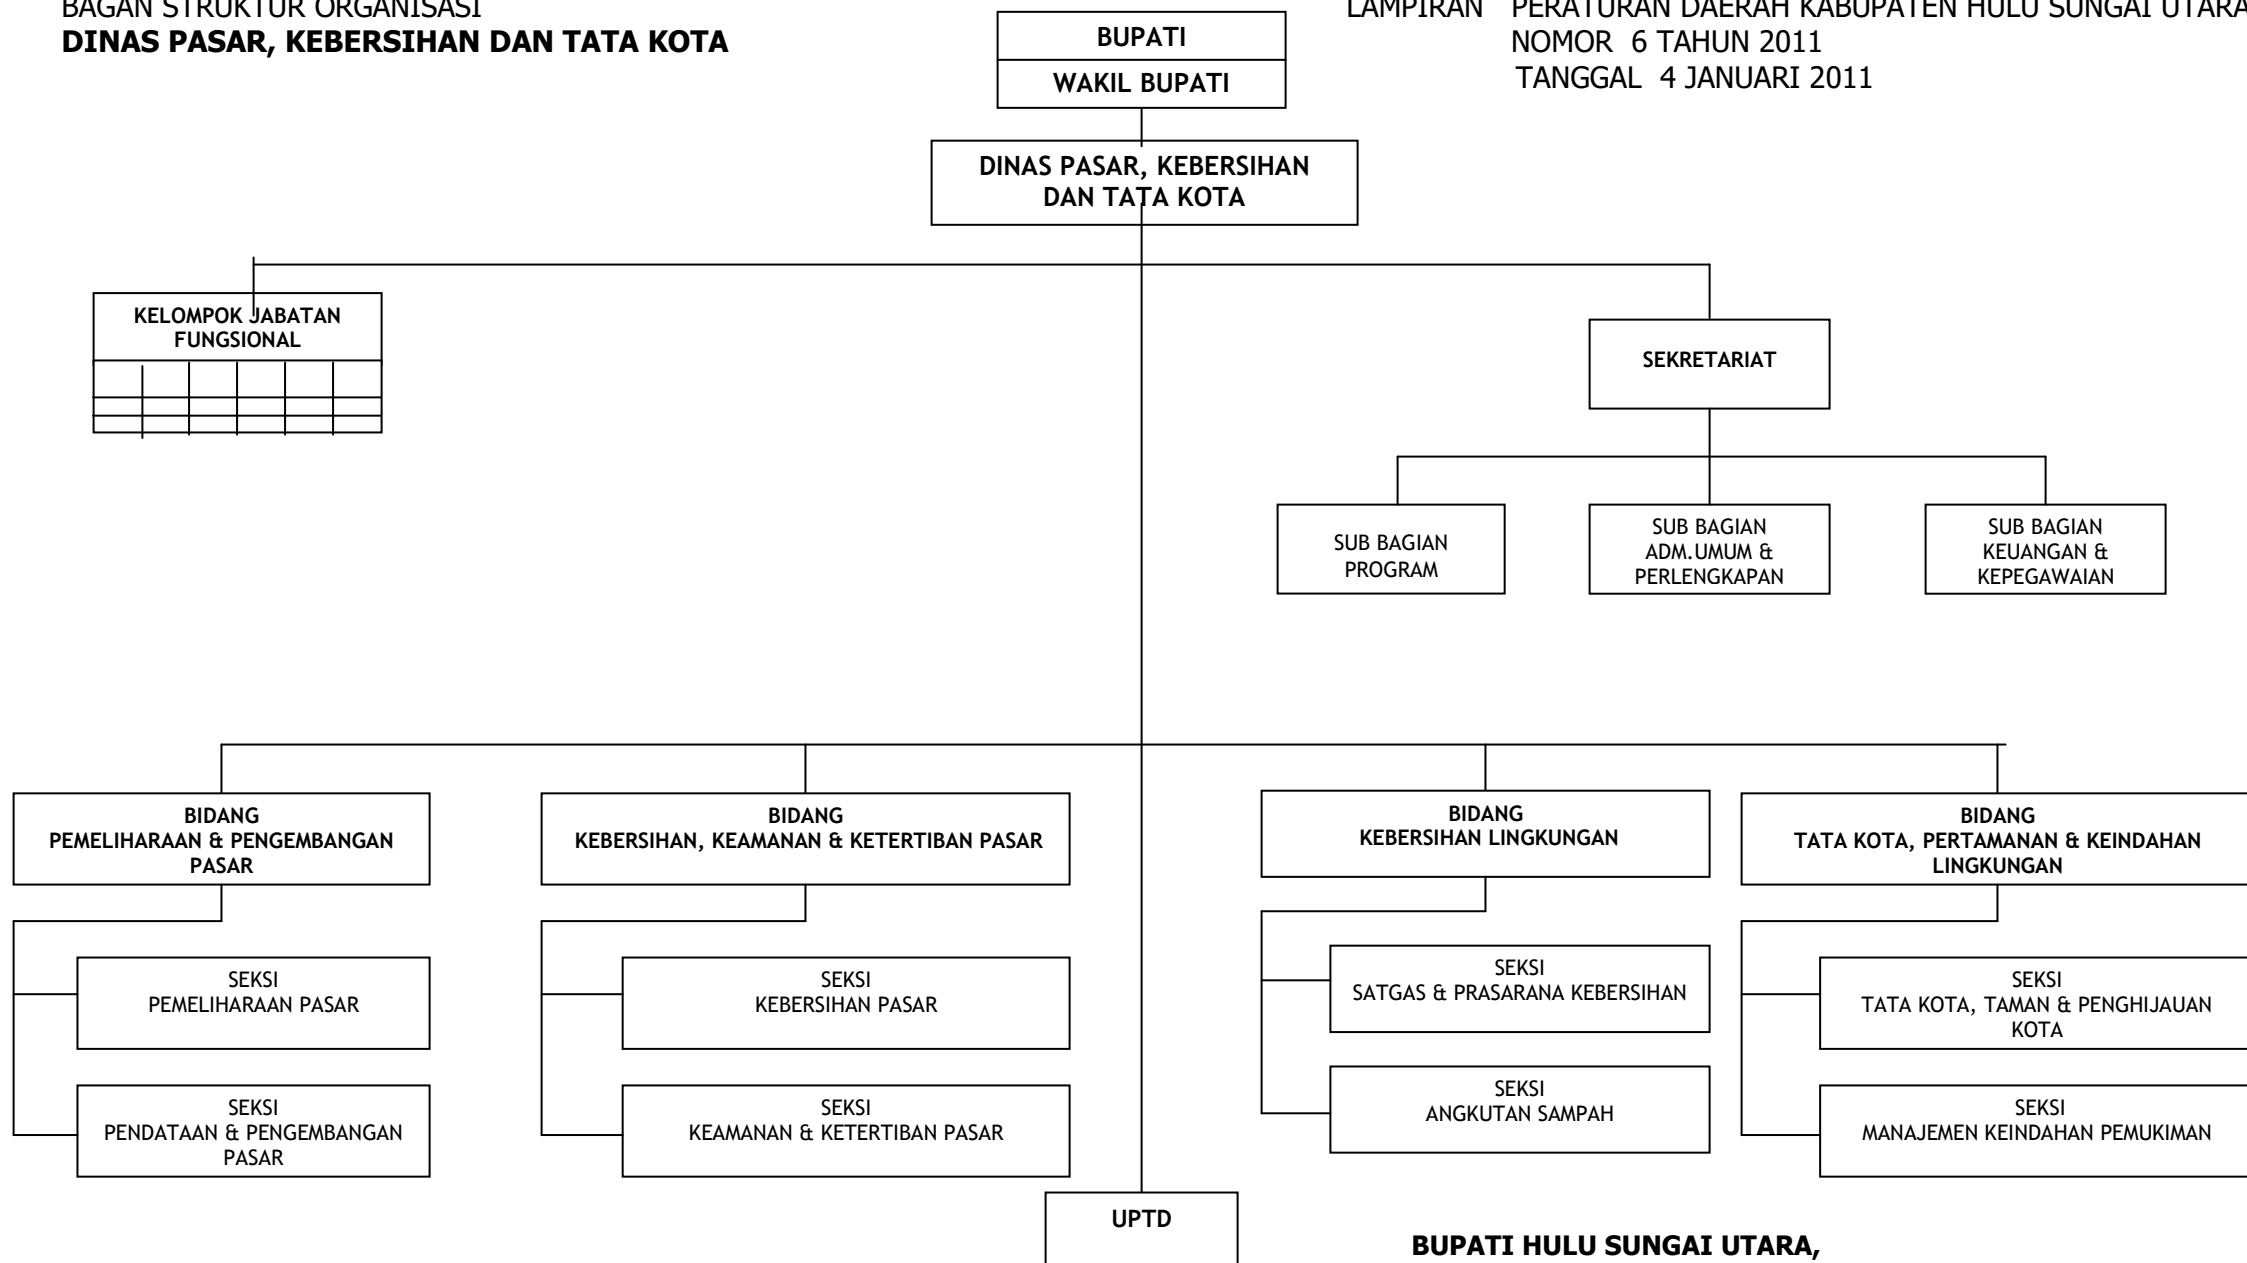 BAGAN STRUKTUR ORGANISASI
DINAS PASAR, KEBERSIHAN DAN TATA KOTA
LAMPIRAN PERATURAN DAERAH KABUPATEN HULU SUNGAI UTARA
NOMOR 6 TAHUN 2011
TANGGAL 4 JANUARI 2011
BUPATI
WAKIL BUPATI
DINAS PASAR, KEBERSIHAN
DAN TATA KOTA
KELOMPOK JABATAN
FUNGSIONAL
SEKRETARIAT
SUB BAGIAN
PROGRAM
SUB BAGIAN
ADM.UMUM &
PERLENGKAPAN
SUB BAGIAN
KEUANGAN &
KEPEGAWAIAN
BIDANG
PEMELIHARAAN & PENGEMBANGAN
PASAR
BIDANG
KEBERSIHAN, KEAMANAN & KETERTIBAN PASAR
BIDANG
KEBERSIHAN LINGKUNGAN
BIDANG
TATA KOTA, PERTAMANAN & KEINDAHAN
LINGKUNGAN
SEKSI
PEMELIHARAAN PASAR
SEKSI
KEBERSIHAN PASAR
SEKSI
SATGAS & PRASARANA KEBERSIHAN
SEKSI
TATA KOTA, TAMAN & PENGHIJAUAN
KOTA
SEKSI
PENDATAAN & PENGEMBANGAN
PASAR
SEKSI
KEAMANAN & KETERTIBAN PASAR
SEKSI
ANGKUTAN SAMPAH
SEKSI
MANAJEMEN KEINDAHAN PEMUKIMAN
UPTD
BUPATI HULU SUNGAI UTARA,